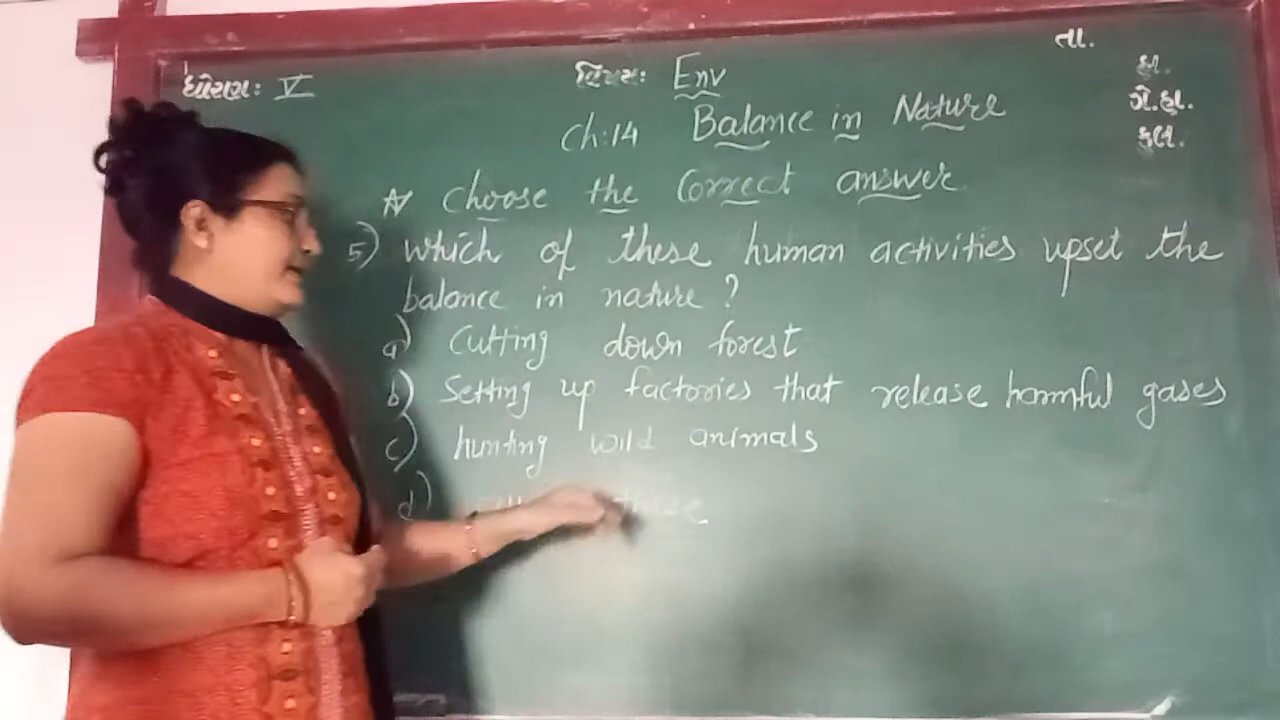 ધોરણ: V
વિષય: Env
તા.
હા.
ગે.હા.
કુલ.
Ch:14 Balance in Nature
Choose the Correct answer
5) which of these human activities upset the
balance in nature ?
a) Cutting down forest
b) Setting up factories that release harmful gases
c) hunting wild animals
d) these